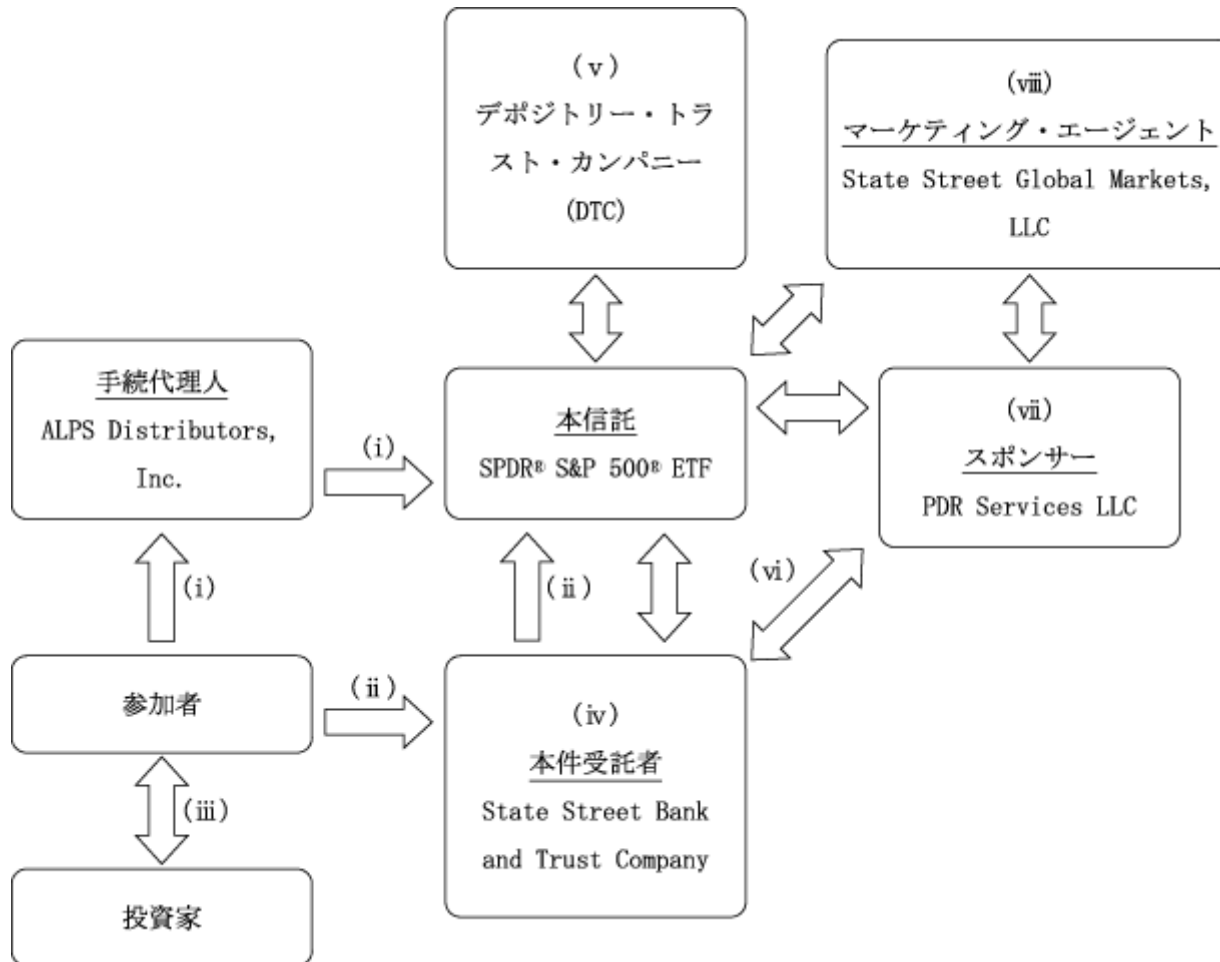 (ⅴ)
デポジトリー・トラ
スト・カンパニー
(DTC)
(ⅷ)
マーケティング・エージェント
State Street Global Markets,
LLC
手続代理人
ALPS Distributors,
Inc.
(ⅰ)
本信託
SPDR® S&P 500® ETF
(ⅶ)
スポンサー
PDR Services LLC
(ⅰ)
(ⅱ)
(ⅵ)
参加者
(ⅱ)
(ⅳ)
本件受託者
State Street Bank
and Trust Company
(ⅲ)
投資家